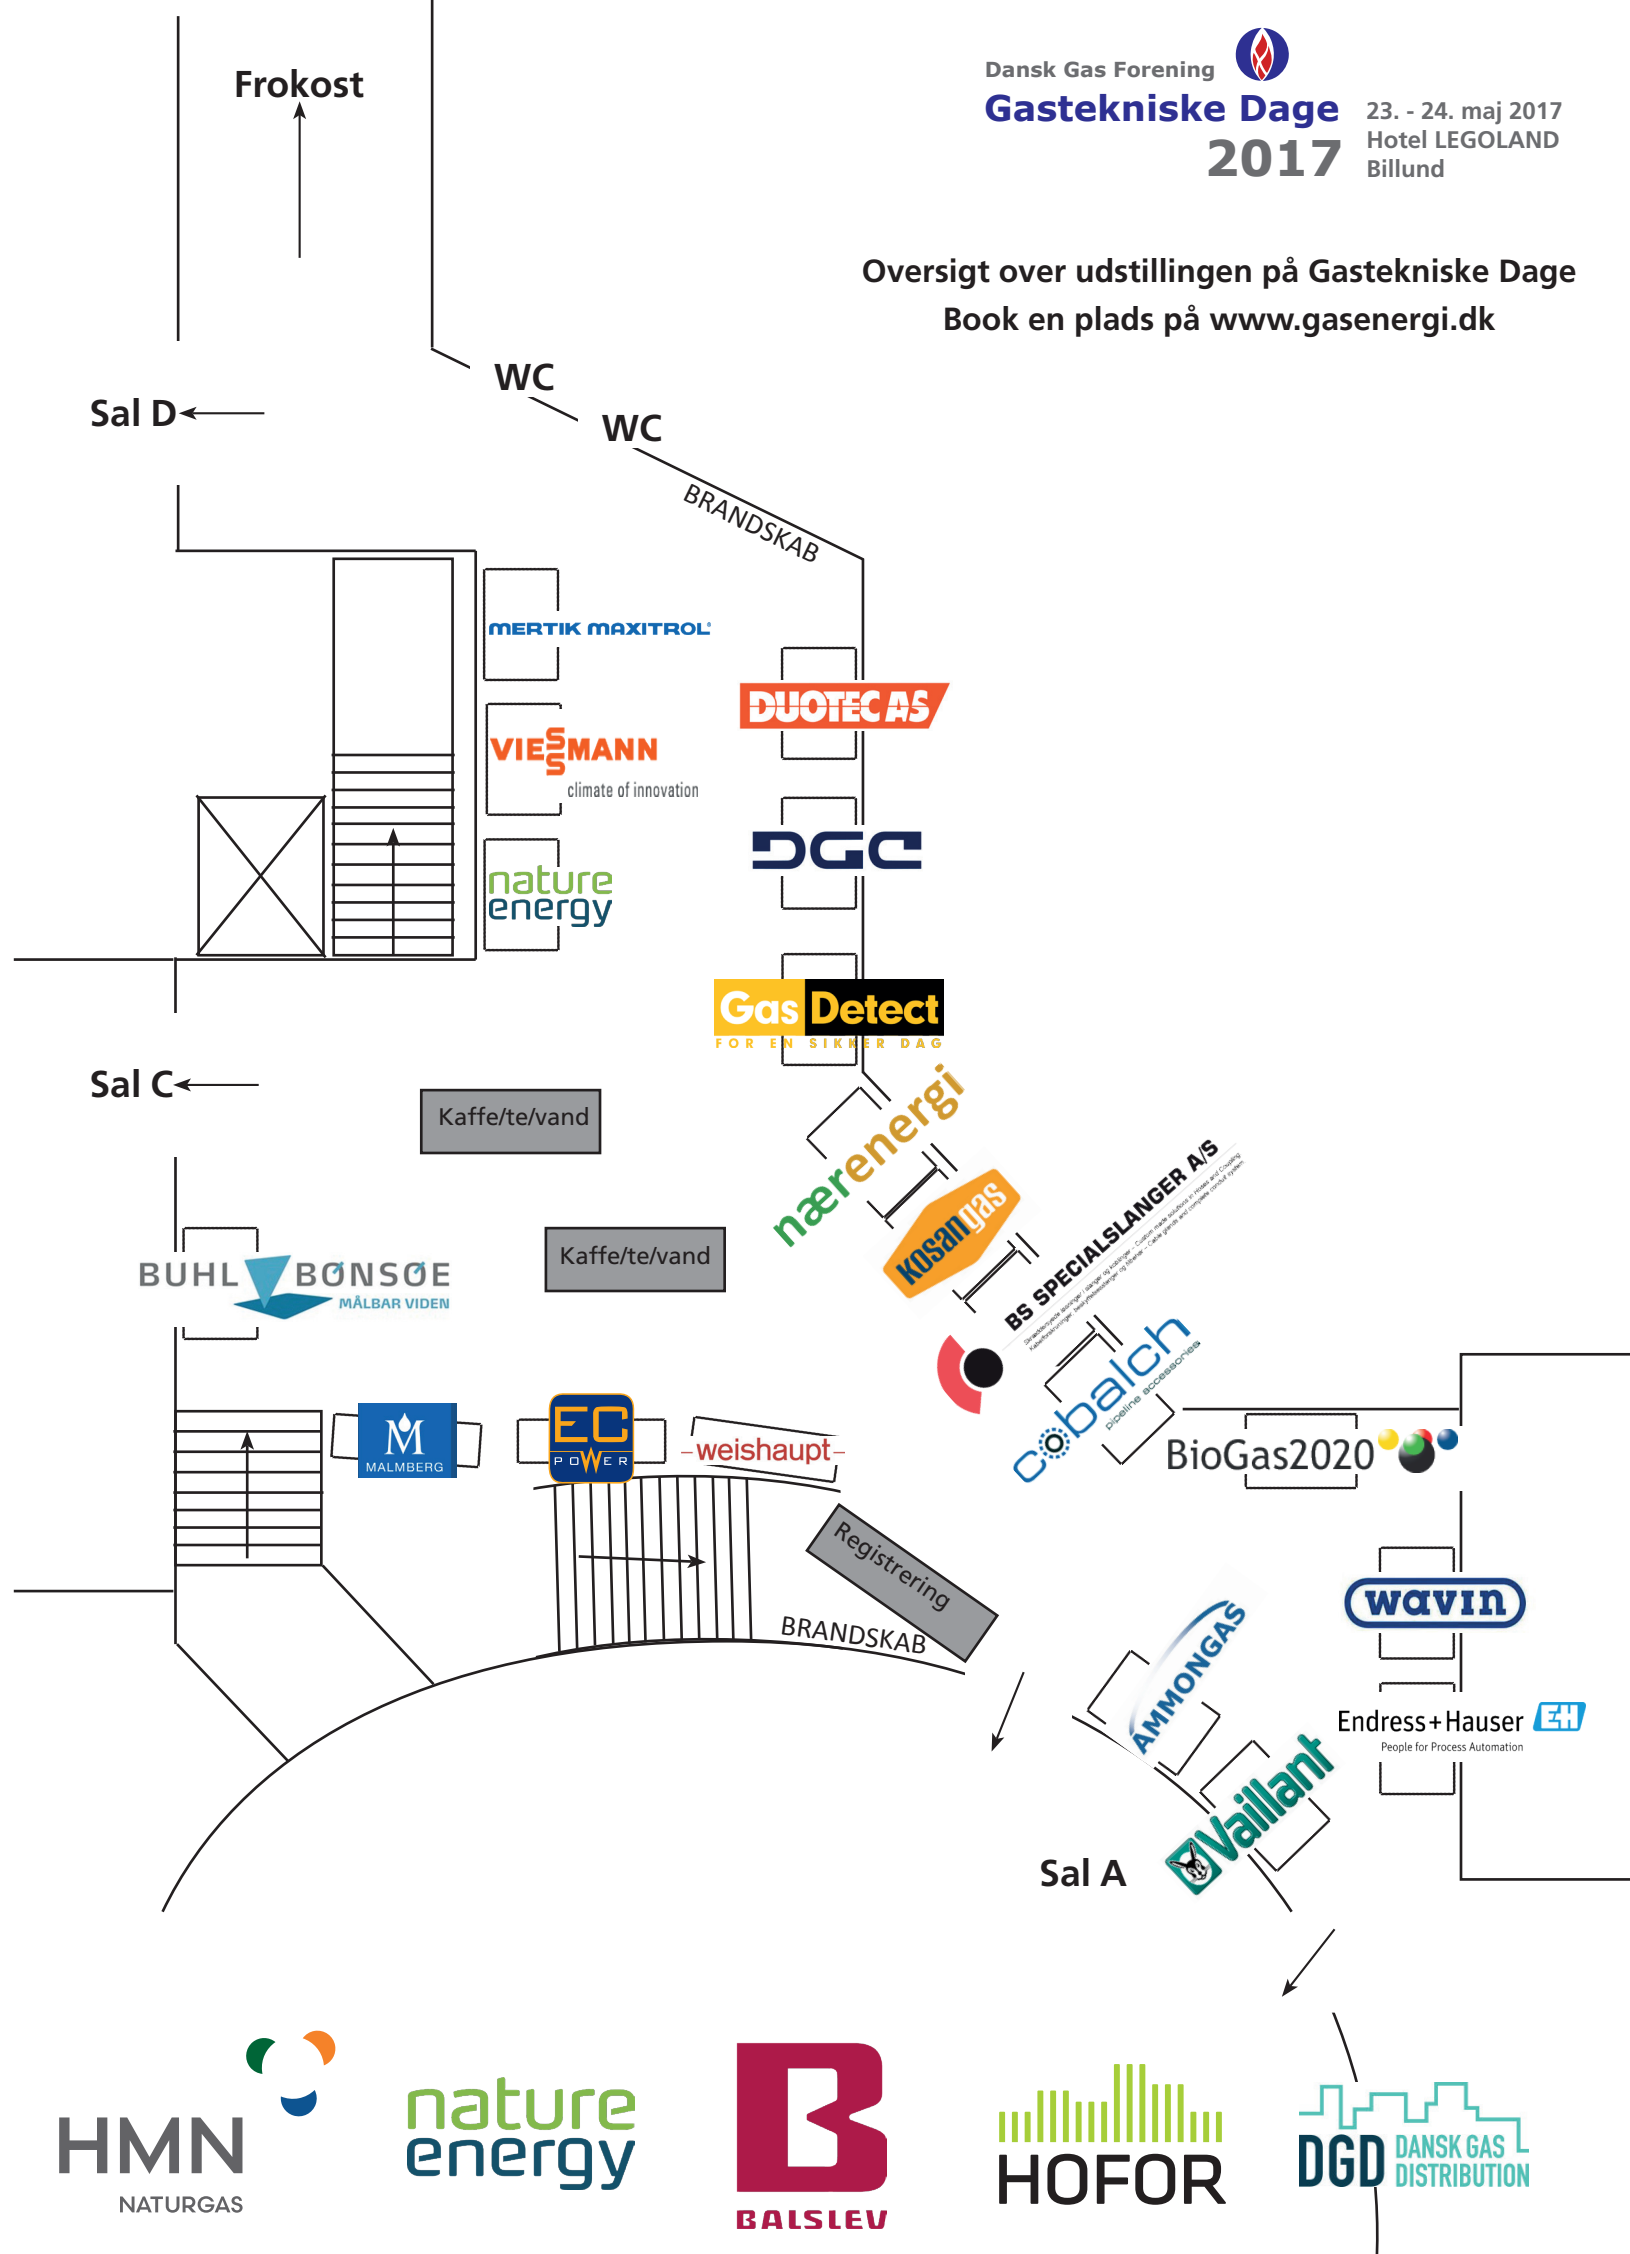 Frokost
Dansk Gas Forening
Gastekniske Dage
2017
23. - 24. maj 2017
Hotel LEGOLAND
Billund
Oversigt over udstillingen på Gastekniske Dage
Book en plads på www.gasenergi.dk
WC
Sal D
WC
BRANDSKAB
MERTIK MAXITROL®
DUOTEC AS
VIESSMANN
climate of innovation
DGC
nature
energy
Gas Detect
FOR EN SIKKER DAG
Sal C
Kaffe/te/vand
nærenergi
Kosangas
BS SPECIALSLANGER A/S
Kaffe/te/vand
BUHL BØNSØE
MÅLBAR VIDEN
cobalch
pipeline accessories
MALMBERG
EC
POWER
weishaupt
BioGas2020
Registrering
BRANDSKAB
wavin
AMMONGAS
Endress+Hauser EH
People for Process Automation
Vaillant
Sal A
HMN
NATURGAS
nature
energy
B
BALSLEV
HOFOR
DGD DANSK GAS
DISTRIBUTION